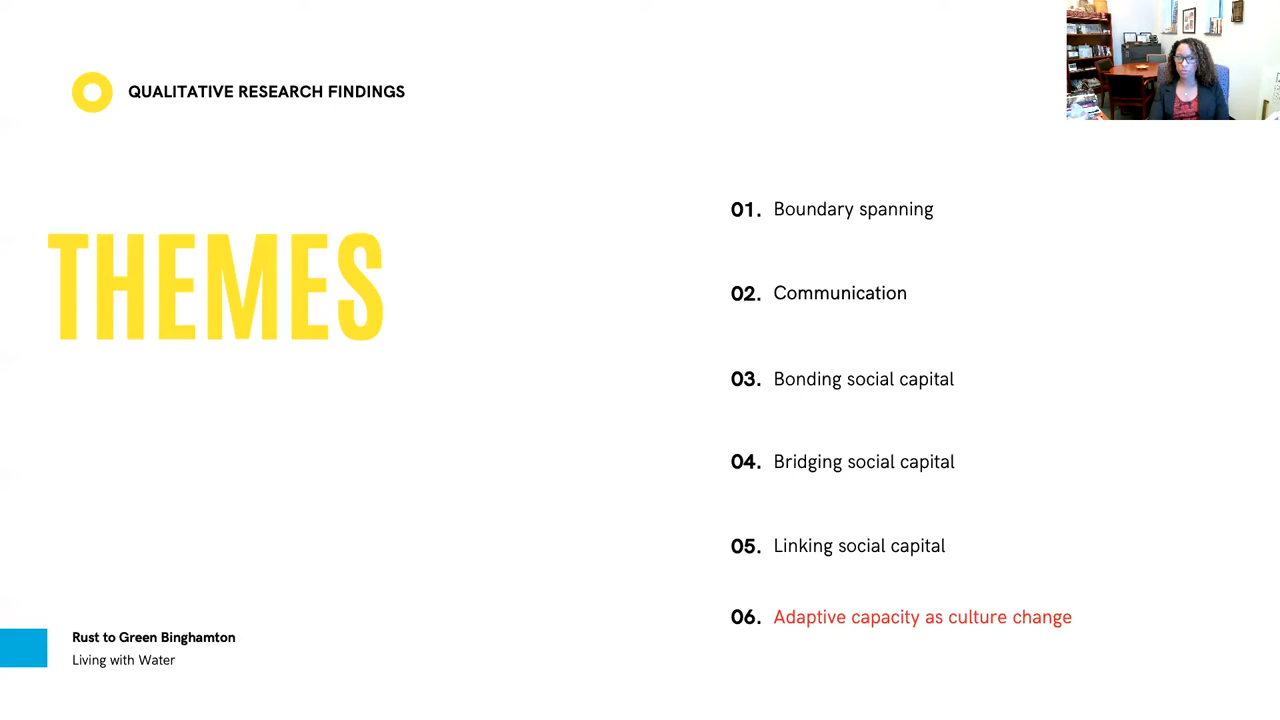 QUALITATIVE RESEARCH FINDINGS
THEMES
01. Boundary spanning
02. Communication
03. Bonding social capital
04. Bridging social capital
05. Linking social capital
06. Adaptive capacity as culture change
Rust to Green Binghamton
Living with Water